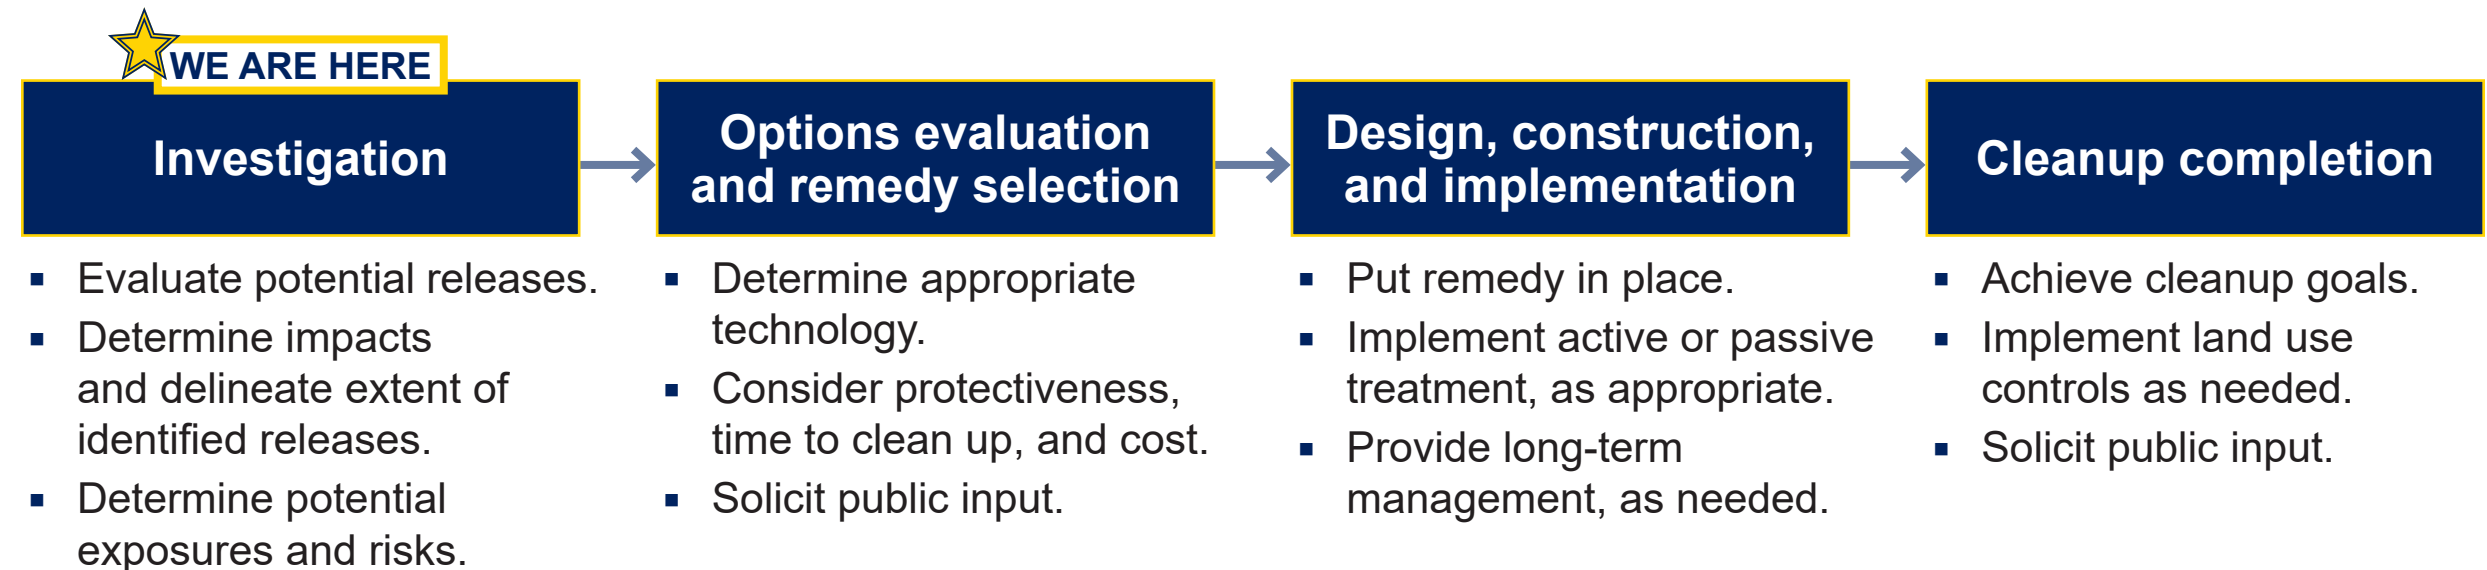 WE ARE HERE
Investigation
▪ Evaluate potential releases.
▪ Determine impacts
and delineate extent of
identified releases.
▪ Determine potential
exposures and risks.
Options evaluation
and remedy selection
▪ Determine appropriate
technology.
▪ Consider protectiveness,
time to clean up, and cost.
▪ Solicit public input.
Design, construction,
and implementation
▪ Put remedy in place.
▪ Implement active or passive
treatment, as appropriate.
▪ Provide long-term
management, as needed.
Cleanup completion
▪ Achieve cleanup goals.
▪ Implement land use
controls as needed.
▪ Solicit public input.